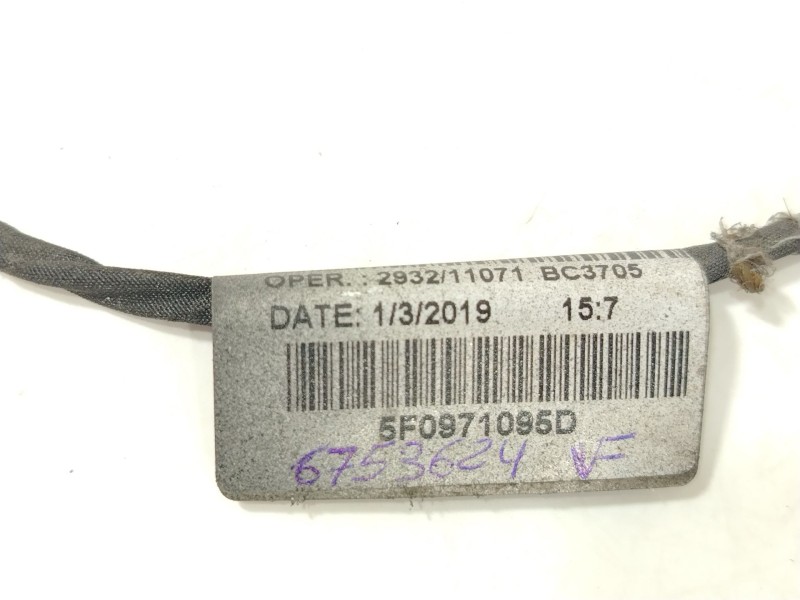 OPER. : 2932/11071 BC3705
DATE: 1/3/2019 15:7
5F0971095D
6753624 VF